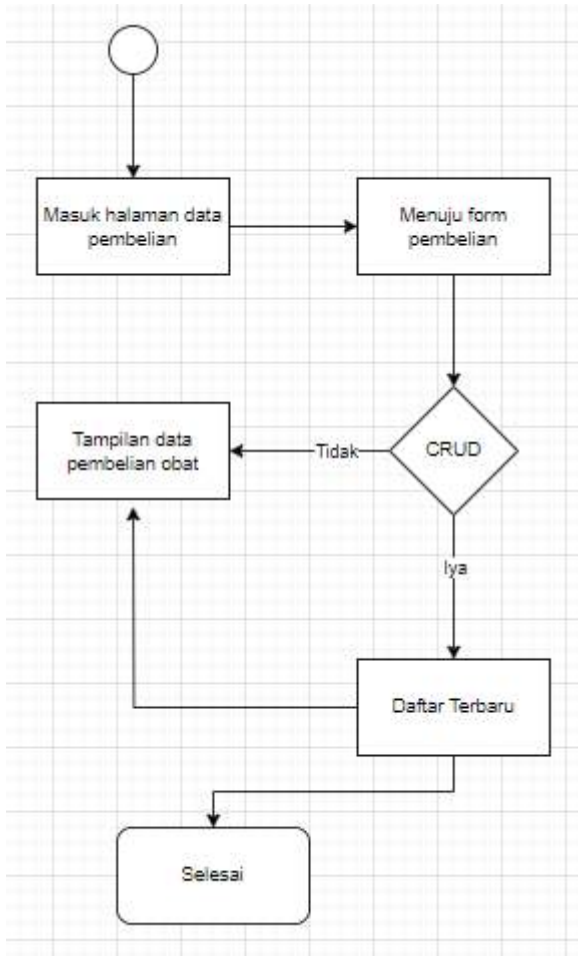 Masuk halaman data
pembelian
Menuju form
pembelian
Tampilan data
pembelian obat
Tidak
CRUD
Iya
Daftar Terbaru
Selesai